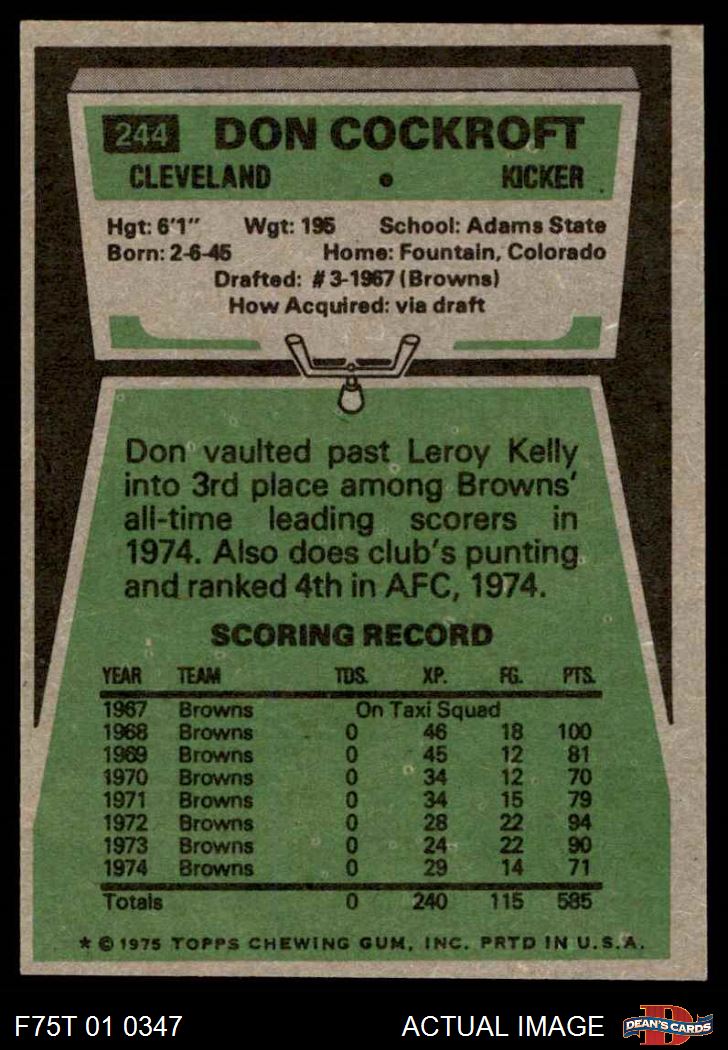 244 DON COCKROFT
CLEVELAND • KICKER
Hgt: 6'1" Wgt: 195 School: Adams State
Born: 2-6-45 Home: Fountain, Colorado
Drafted: #3-1967 (Browns)
How Acquired: via draft
Don vaulted past Leroy Kelly
into 3rd place among Browns'
all-time leading scorers in
1974. Also does club's punting
and ranked 4th in AFC, 1974.
SCORING RECORD
YEAR TEAM TDS. XP. FG. PTS.
1967 Browns On Taxi Squad
1968 Browns 0 46 18 100
1969 Browns 0 45 12 81
1970 Browns 0 34 12 70
1971 Browns 0 34 15 79
1972 Browns 0 28 22 94
1973 Browns 0 24 22 90
1974 Browns 0 29 14 71
Totals 0 240 115 585
* © 1975 TOPPS CHEWING GUM, INC. PRTD IN U.S.A.
F75T 01 0347 ACTUAL IMAGE D DEAN'S CARDS